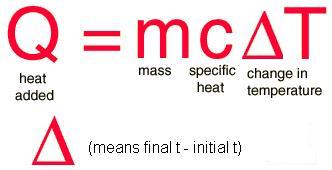 Q = mcΔT
heat added mass specific heat change in temperature
Δ (means final t - initial t)